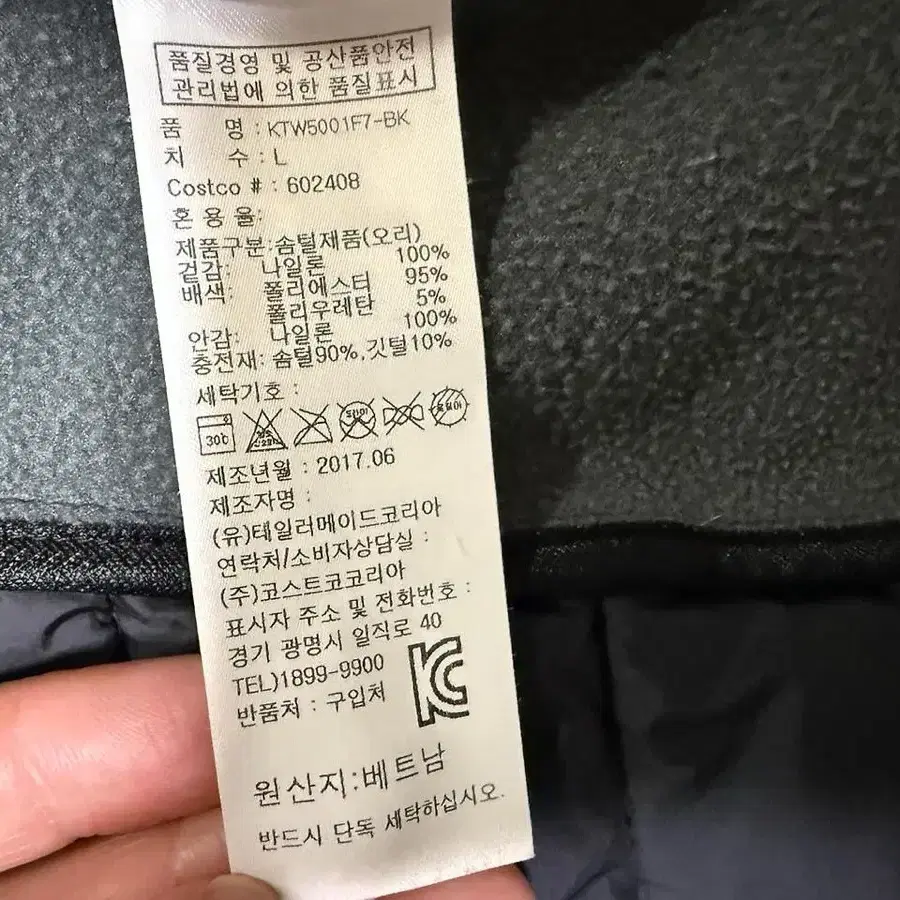 품질경영 및 공산품안전
관리법에 의한 품질표시
품 명 : KTW5001F7-BK
치 수 : L
Costco # : 602408
혼 용 율:
제품구분:솜털제품(오리)
겉감: 나일론 100%
배색: 폴리에스터 95%
폴리우레탄 5%
안감: 나일론 100%
충전재: 솜털90%,깃털10%
세탁기호 :
30℃
제조년월 : 2017.06
제조자명 :
(유)테일러메이드코리아
연락처/소비자상담실 :
(주)코스트코코리아
표시자 주소 및 전화번호 :
경기 광명시 일직로 40
TEL)1899-9900
반품처 : 구입처
원산지:베트남
반드시 단독 세탁하십시오.